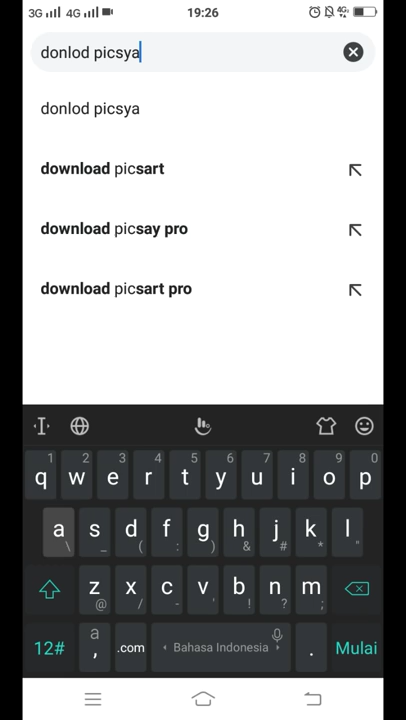 3G 4G 19:26 4G
donlod picsya
donlod picsya
download picsart
download picsay pro
download picsart pro
1 2 3 4 5 6 7 8 9 0
q w e r t y u i o p
a s d f g h j k l
\ _ ( : ) & # * "
z x c v b n m
@ / - ' ! ? ;
a
12# , .com Bahasa Indonesia . Mulai